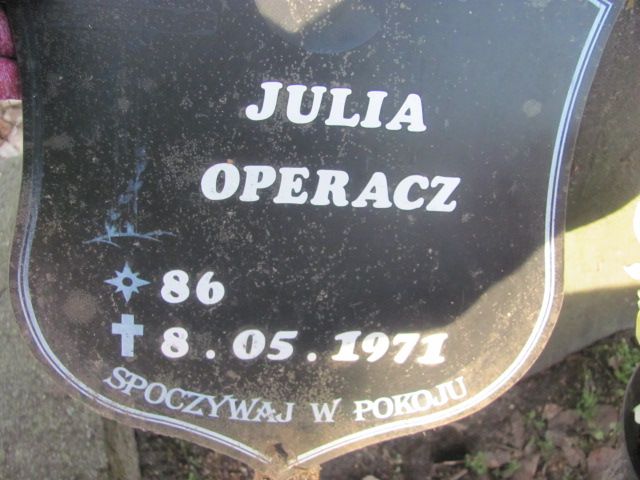 JULIA
OPERACZ
86
8.05.1971
SPOCZYWAJ W POKOJU